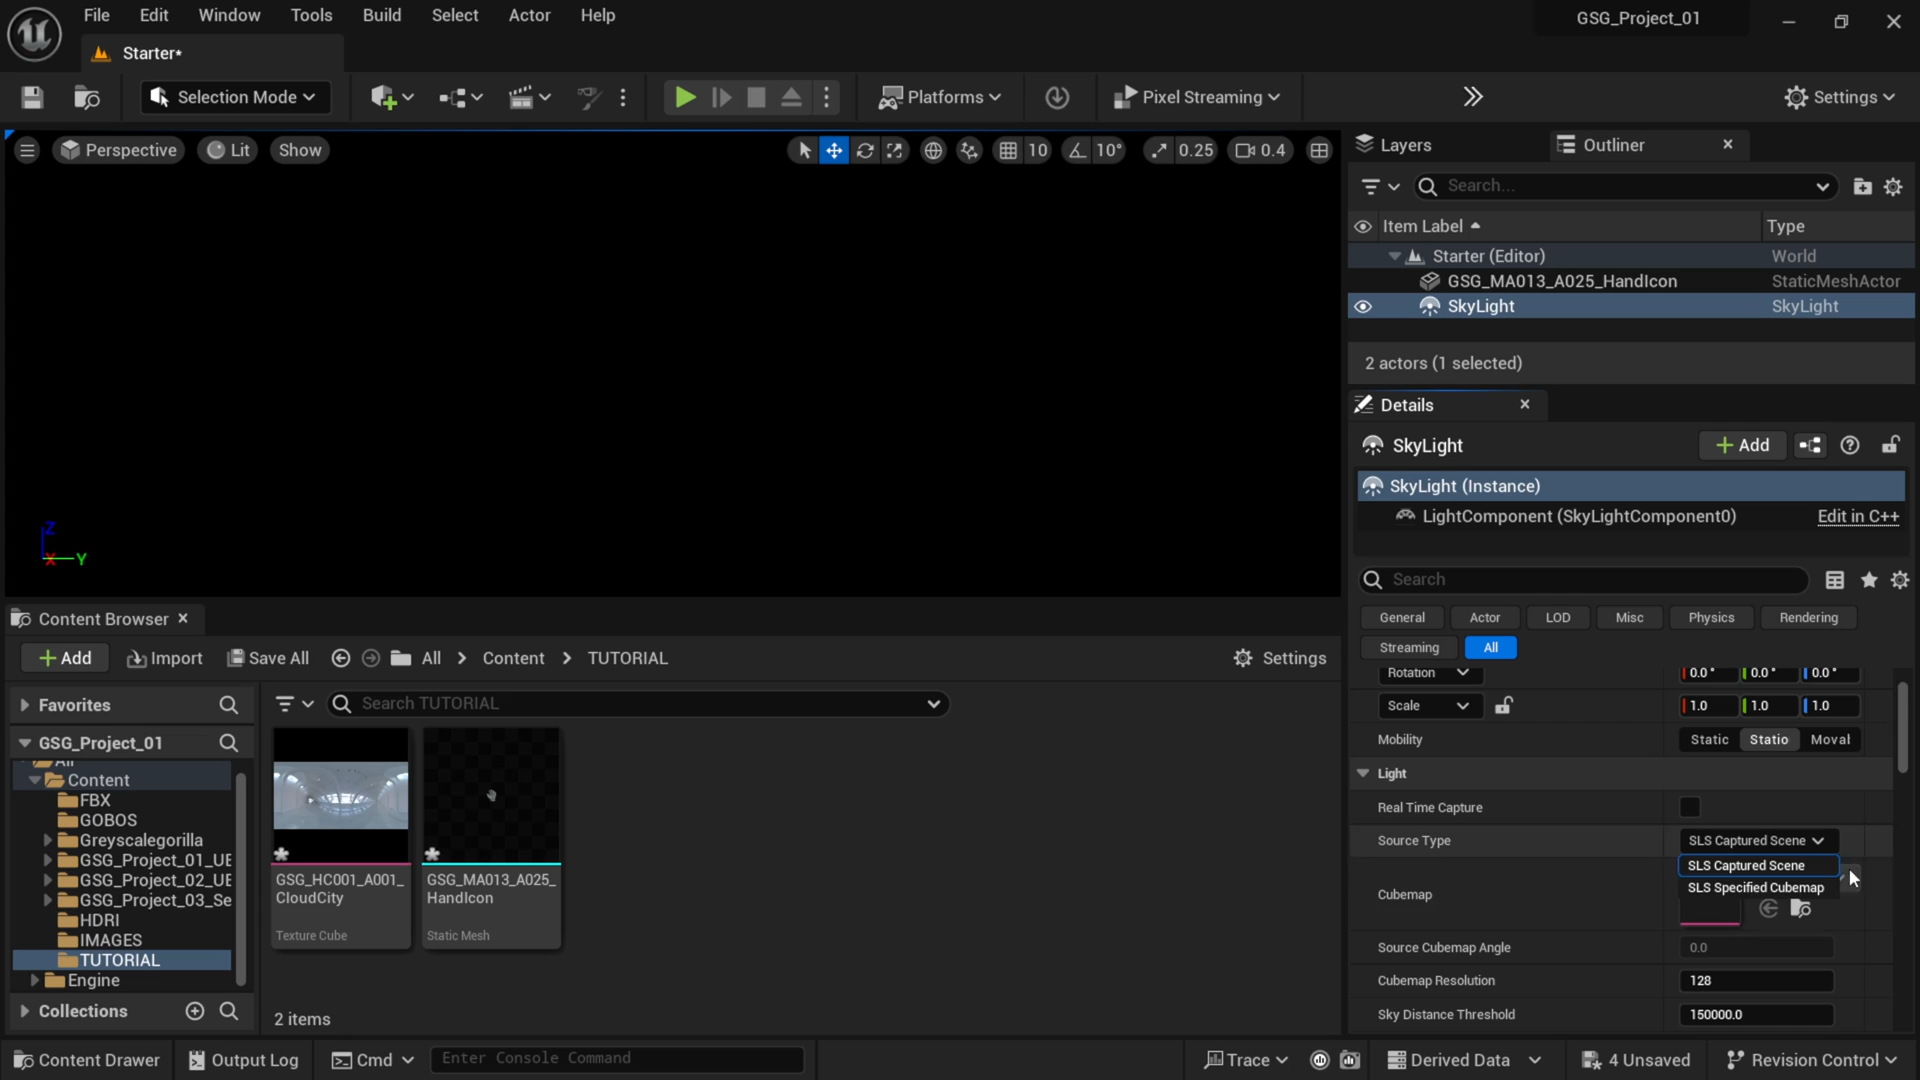 File Edit Window Tools Build Select Actor Help
GSG_Project_01
Starter*
Selection Mode
Platforms
Pixel Streaming
Settings
Perspective Lit Show
10 10° 0.25 0.4
Z
X Y
Layers Outliner
Search...
Item Label Type
Starter (Editor) World
GSG_MA013_A025_HandIcon StaticMeshActor
SkyLight SkyLight
2 actors (1 selected)
Details
SkyLight
Add
SkyLight (Instance)
LightComponent (SkyLightComponent0) Edit in C++
Search
General Actor LOD Misc Physics Rendering
Streaming All
Rotation 0.0° 0.0° 0.0°
Scale 1.0 1.0 1.0
Mobility Static Statio Moval
Light
Real Time Capture
Source Type SLS Captured Scene
SLS Captured Scene
SLS Specified Cubemap
Cubemap
Source Cubemap Angle 0.0
Cubemap Resolution 128
Sky Distance Threshold 150000.0
Content Browser
Add Import Save All All Content TUTORIAL Settings
Favorites
Search TUTORIAL
GSG_Project_01
All
Content
FBX
GOBOS
Greyscalegorilla
GSG_Project_01_UE
GSG_Project_02_UE
GSG_Project_03_Se
HDRI
IMAGES
TUTORIAL
Engine
Collections
GSG_HC001_A001_
CloudCity
Texture Cube
GSG_MA013_A025_
HandIcon
Static Mesh
2 items
Content Drawer Output Log Cmd Enter Console Command Trace Derived Data 4 Unsaved Revision Control